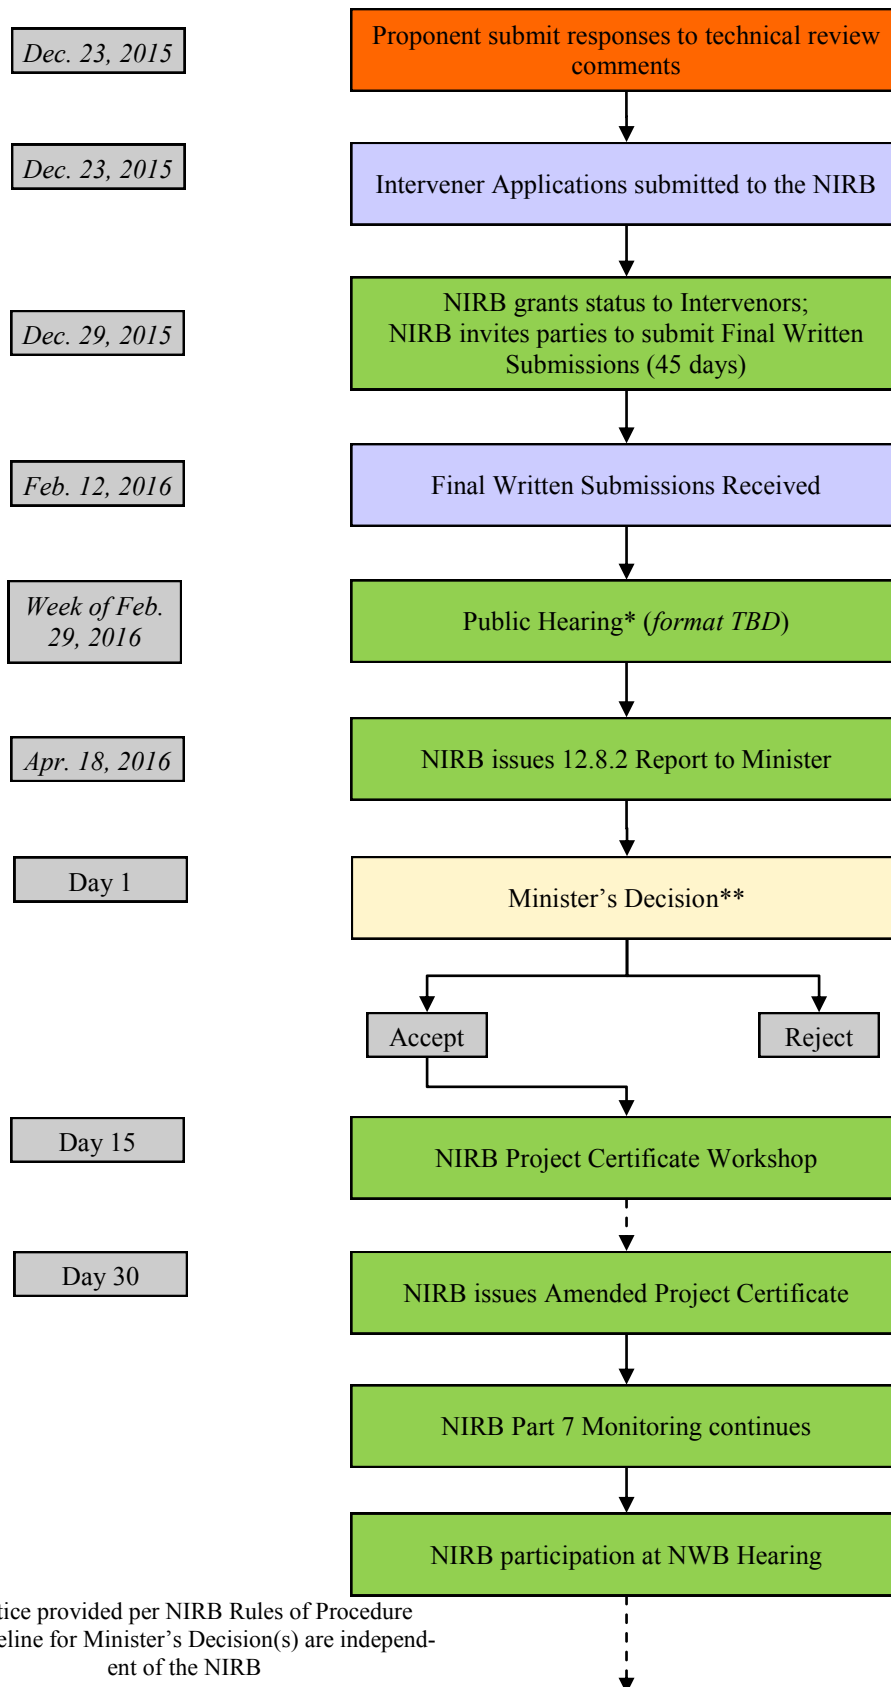 Dec. 23, 2015
Proponent submit responses to technical review
comments
Dec. 23, 2015
Intervener Applications submitted to the NIRB
Dec. 29, 2015
NIRB grants status to Intervenors;
NIRB invites parties to submit Final Written
Submissions (45 days)
Feb. 12, 2016
Final Written Submissions Received
Week of Feb.
29, 2016
Public Hearing* (format TBD)
Apr. 18, 2016
NIRB issues 12.8.2 Report to Minister
Day 1
Minister’s Decision**
Accept
Reject
Day 15
NIRB Project Certificate Workshop
Day 30
NIRB issues Amended Project Certificate
NIRB Part 7 Monitoring continues
NIRB participation at NWB Hearing
provided per NIRB Rules of Procedure
for Minister’s Decision(s) are independ-
ent of the NIRB